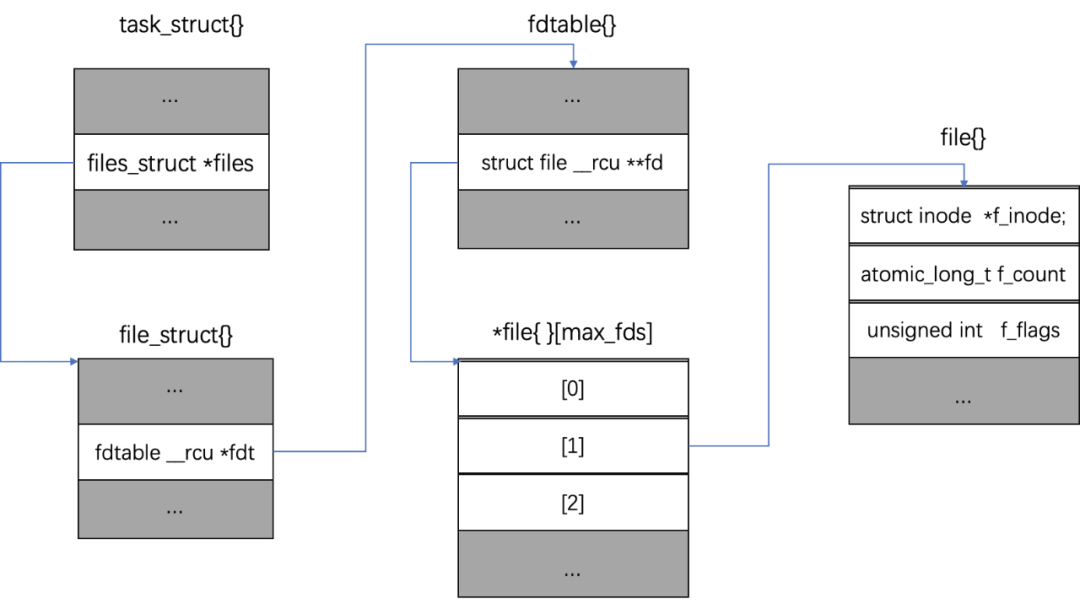 task_struct{}
...
files_struct *files
...
file_struct{}
...
fdtable __rcu *fdt
...
fdtable{}
...
struct file __rcu **fd
...
*file{ }[max_fds]
[0]
[1]
[2]
...
file{}
struct inode  *f_inode;
atomic_long_t f_count
unsigned int   f_flags
...